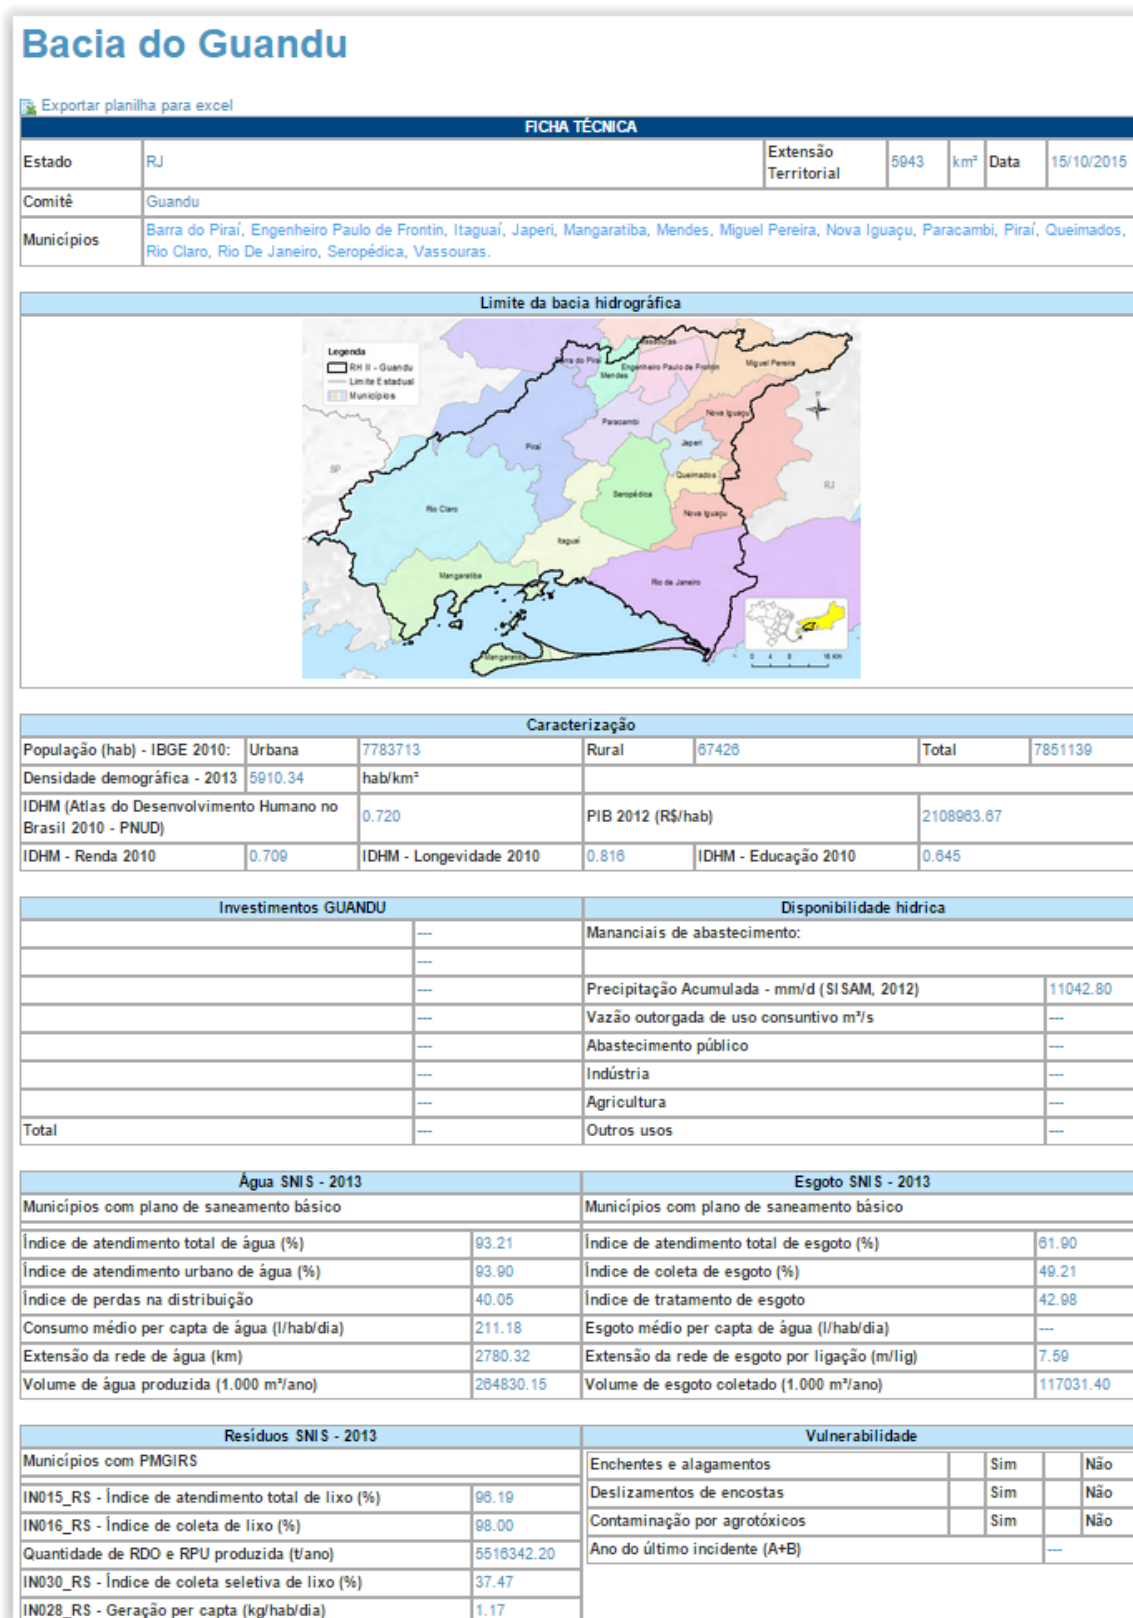 Bacia do Guandu
Exportar planilha para excel
FICHA TÉCNICA
Estado RJ Extensão Territorial 5943 km² Data 15/10/2015
Comitê Guandu
Municípios Barra do Piraí, Engenheiro Paulo de Frontin, Itaguaí, Japeri, Mangaratiba, Mendes, Miguel Pereira, Nova Iguaçu, Paracambi, Piraí, Queimados,
Rio Claro, Rio De Janeiro, Seropédica, Vassouras.
Limite da bacia hidrográfica
Legenda
RH II - Guandu
Limite Estadual
Municípios
Vassouras
Barra do Piraí
Mendes
Engenheiro Paulo de Frontin
Miguel Pereira
N
Nova Iguaçu
Paracambi
Japeri
Piraí
SP
Queimados
RJ
Seropédica
Rio Claro
Nova Iguaçu
Itaguaí
Mangaratiba
Rio de Janeiro
Mangaratiba
0 4 8 16 Km
Caracterização
População (hab) - IBGE 2010: Urbana 7783713 Rural 67426 Total 7851139
Densidade demográfica - 2013 5910.34 hab/km²
IDHM (Atlas do Desenvolvimento Humano no
Brasil 2010 - PNUD) 0.720 PIB 2012 (R$/hab) 2108963.67
IDHM - Renda 2010 0.709 IDHM - Longevidade 2010 0.816 IDHM - Educação 2010 0.645
Investimentos GUANDU Disponibilidade hidrica
--- Mananciais de abastecimento:
---
--- Precipitação Acumulada - mm/d (SISAM, 2012) 11042.80
--- Vazão outorgada de uso consuntivo m³/s ---
--- Abastecimento público ---
--- Indústria ---
--- Agricultura ---
Total --- Outros usos ---
Água SNIS - 2013 Esgoto SNIS - 2013
Municípios com plano de saneamento básico Municípios com plano de saneamento básico
Índice de atendimento total de água (%) 93.21 Índice de atendimento total de esgoto (%) 61.90
Índice de atendimento urbano de água (%) 93.90 Índice de coleta de esgoto (%) 49.21
Índice de perdas na distribuição 40.05 Índice de tratamento de esgoto 42.98
Consumo médio per capta de água (l/hab/dia) 211.18 Esgoto médio per capta de água (l/hab/dia) ---
Extensão da rede de água (km) 2780.32 Extensão da rede de esgoto por ligação (m/lig) 7.59
Volume de água produzida (1.000 m³/ano) 264830.15 Volume de esgoto coletado (1.000 m³/ano) 117031.40
Resíduos SNIS - 2013 Vulnerabilidade
Municípios com PMGIRS Enchentes e alagamentos Sim Não
IN015_RS - Índice de atendimento total de lixo (%) 96.19 Deslizamentos de encostas Sim Não
IN016_RS - Índice de coleta de lixo (%) 98.00 Contaminação por agrotóxicos Sim Não
Quantidade de RDO e RPU produzida (t/ano) 5516342.20 Ano do último incidente (A+B) ---
IN030_RS - Índice de coleta seletiva de lixo (%) 37.47
IN028_RS - Geração per capta (kg/hab/dia) 1.17